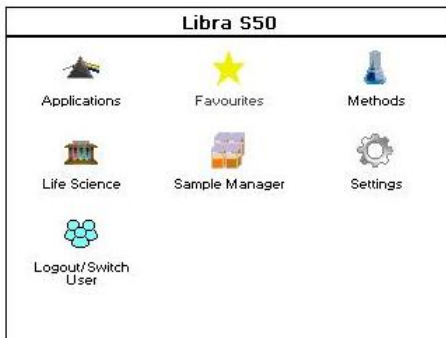 Libra S50
Applications
Favourites
Methods
Life Science
Sample Manager
Settings
Logout/Switch
User